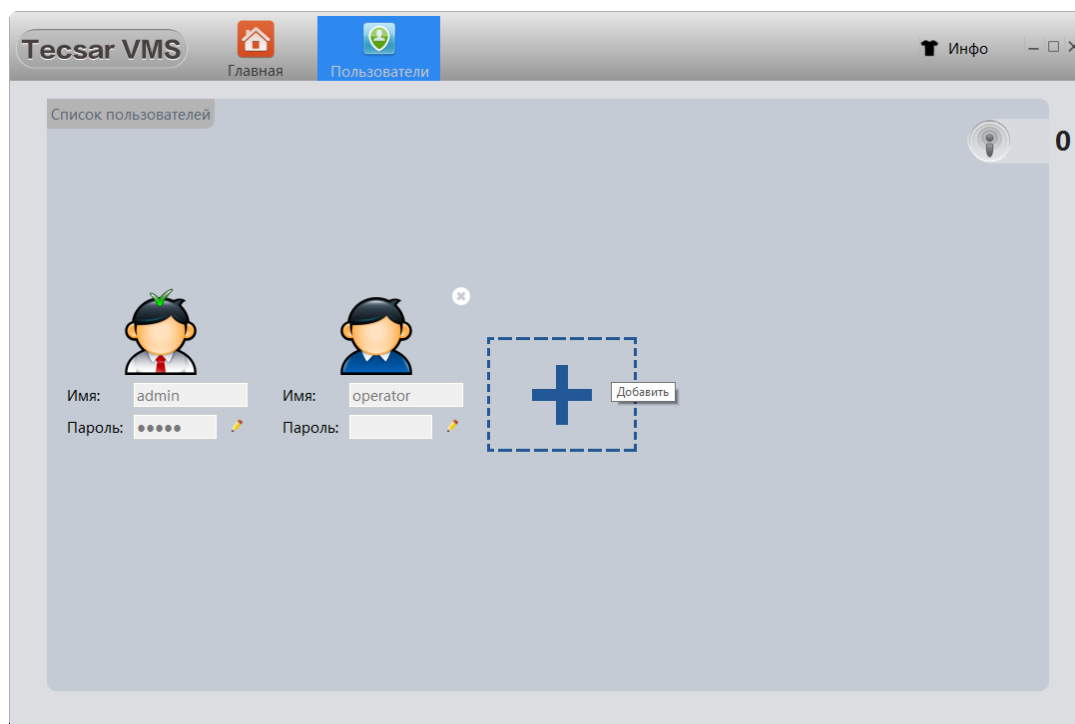 Tecsar VMS
Главная
Пользователи
Инфо
Список пользователей
0
Имя: admin
Пароль: •••••
Имя: operator
Пароль:
Добавить